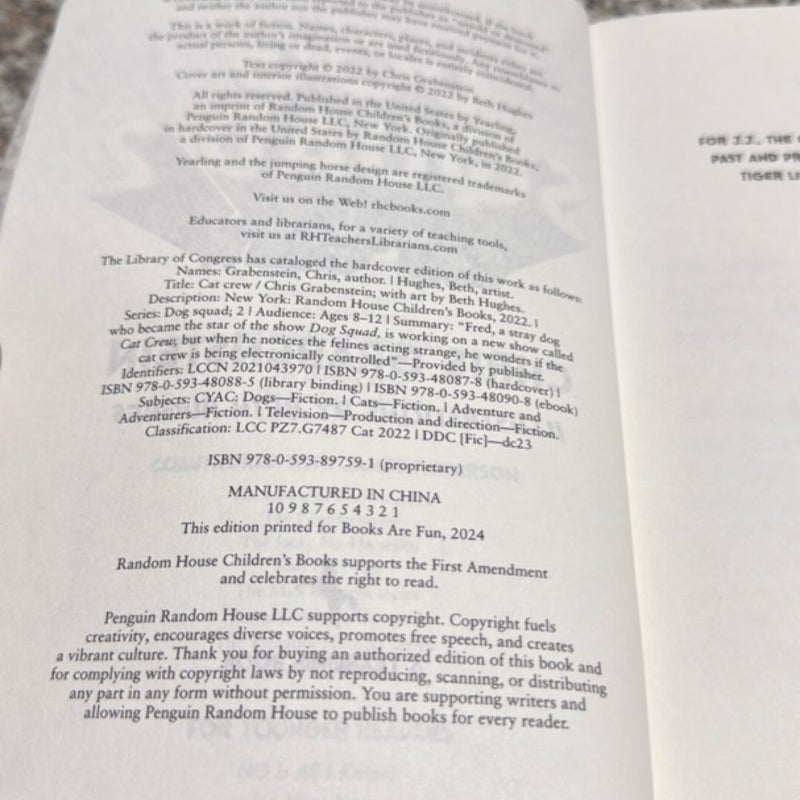 and neither the author nor the publisher may have received payment for it.
This is a work of fiction. Names, characters, places, and incidents either are
the product of the author's imagination or are used fictitiously. Any resemblance to
actual persons, living or dead, events, or locales is entirely coincidental.
Text copyright © 2022 by Chris Grabenstein
Cover art and interior illustrations copyright © 2022 by Beth Hughes
All rights reserved. Published in the United States by Yearling,
an imprint of Random House Children's Books, a division of
Penguin Random House LLC, New York. Originally published
in hardcover in the United States by Random House Children's Books,
a division of Penguin Random House LLC, New York, in 2022.
Yearling and the jumping horse design are registered trademarks
of Penguin Random House LLC.
Visit us on the Web! rhcbooks.com
Educators and librarians, for a variety of teaching tools,
visit us at RHTeachersLibrarians.com
The Library of Congress has cataloged the hardcover edition of this work as follows:
Names: Grabenstein, Chris, author. | Hughes, Beth, artist.
Title: Cat crew / Chris Grabenstein; with art by Beth Hughes.
Description: New York: Random House Children's Books, 2022. |
Series: Dog squad; 2 | Audience: Ages 8–12 | Summary: "Fred, a stray dog
who became the star of the show Dog Squad, is working on a new show called
Cat Crew, but when he notices the felines acting strange, he wonders if the
cat crew is being electronically controlled"—Provided by publisher.
Identifiers: LCCN 2021043970 | ISBN 978-0-593-48087-8 (hardcover) |
ISBN 978-0-593-48088-5 (library binding) | ISBN 978-0-593-48090-8 (ebook)
Subjects: CYAC: Dogs—Fiction. | Cats—Fiction. | Adventure and
Adventurers—Fiction. | Television—Production and direction—Fiction.
Classification: LCC PZ7.G7487 Cat 2022 | DDC [Fic]—dc23
ISBN 978-0-593-89759-1 (proprietary)
MANUFACTURED IN CHINA
10 9 8 7 6 5 4 3 2 1
This edition printed for Books Are Fun, 2024
Random House Children's Books supports the First Amendment
and celebrates the right to read.
Penguin Random House LLC supports copyright. Copyright fuels
creativity, encourages diverse voices, promotes free speech, and creates
a vibrant culture. Thank you for buying an authorized edition of this book and
for complying with copyright laws by not reproducing, scanning, or distributing
any part in any form without permission. You are supporting writers and
allowing Penguin Random House to publish books for every reader.
FOR J.J., THE
PAST AND
TIGER